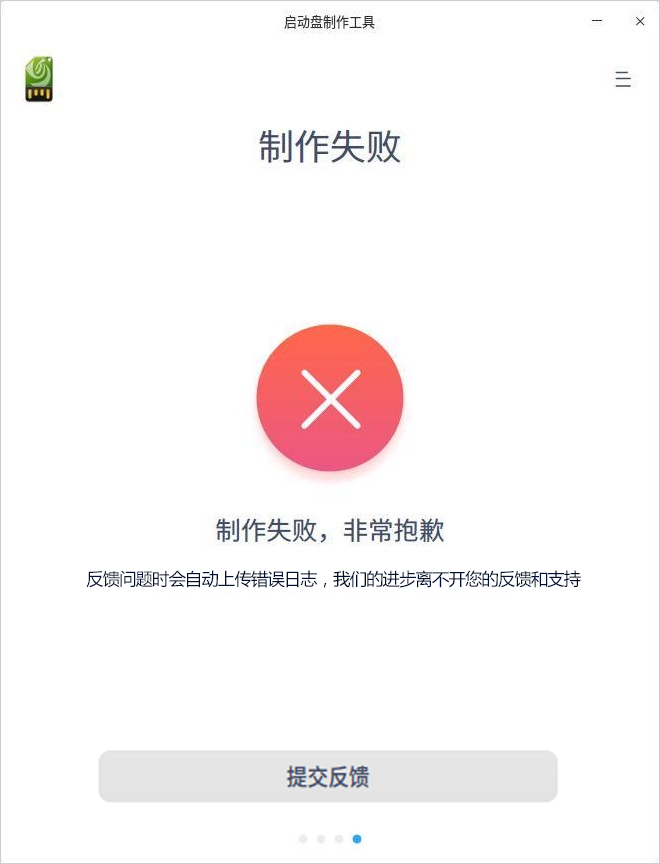 启动盘制作工具
制作失败
制作失败，非常抱歉
反馈问题时会自动上传错误日志，我们的进步离不开您的反馈和支持
提交反馈